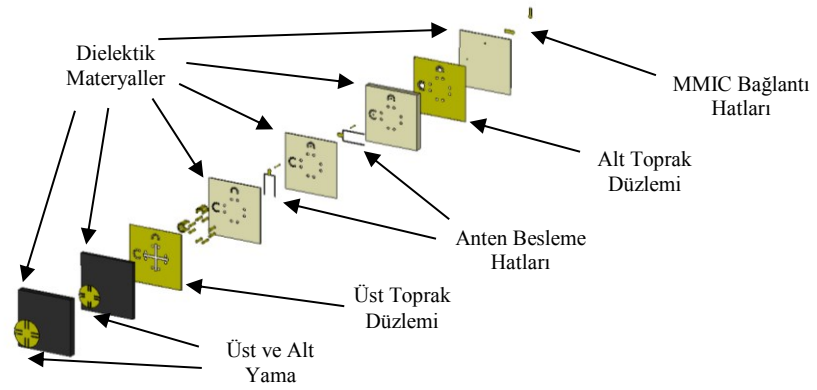 Dielektik
Materyaller
MMIC Bağlantı
Hatları
Alt Toprak
Düzlemi
Anten Besleme
Hatları
Üst Toprak
Düzlemi
Üst ve Alt
Yama